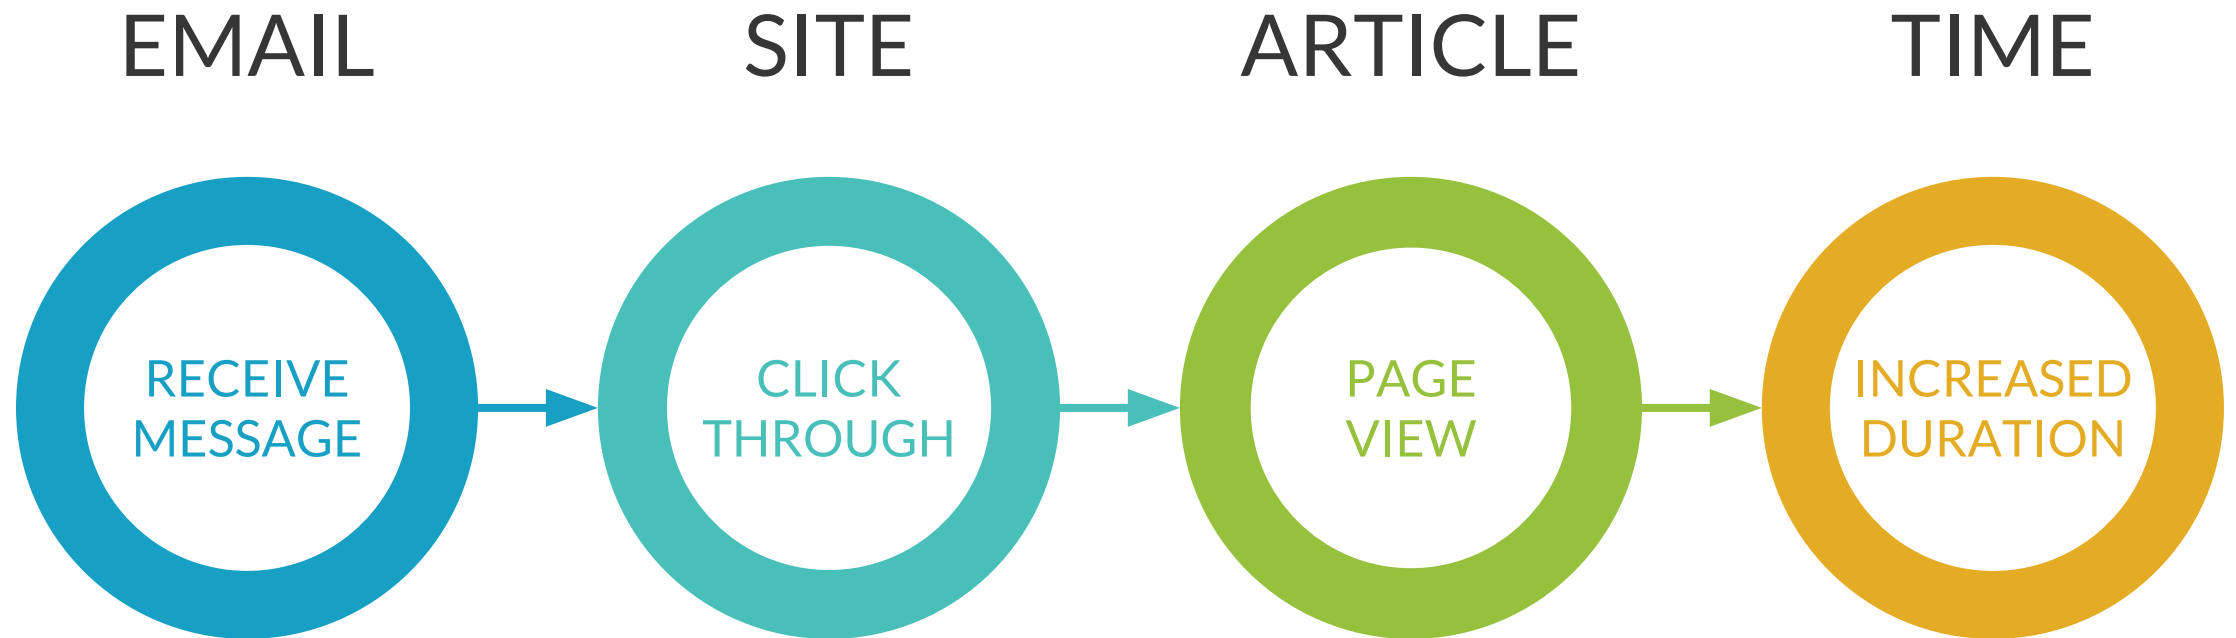 EMAIL
SITE
ARTICLE
TIME
RECEIVE
MESSAGE
CLICK
THROUGH
PAGE
VIEW
INCREASED
DURATION